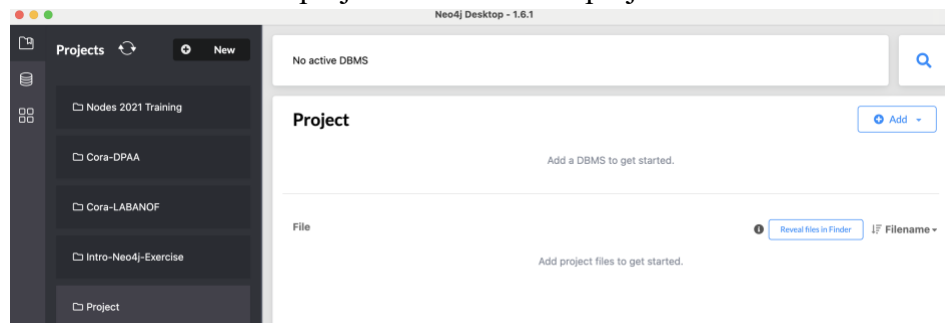 Neo4j Desktop - 1.6.1
Projects
New
Nodes 2021 Training
Cora-DPAA
Cora-LABANOF
Intro-Neo4j-Exercise
Project
No active DBMS
Project
Add
Add a DBMS to get started.
File
Reveal files in Finder
Filename
Add project files to get started.